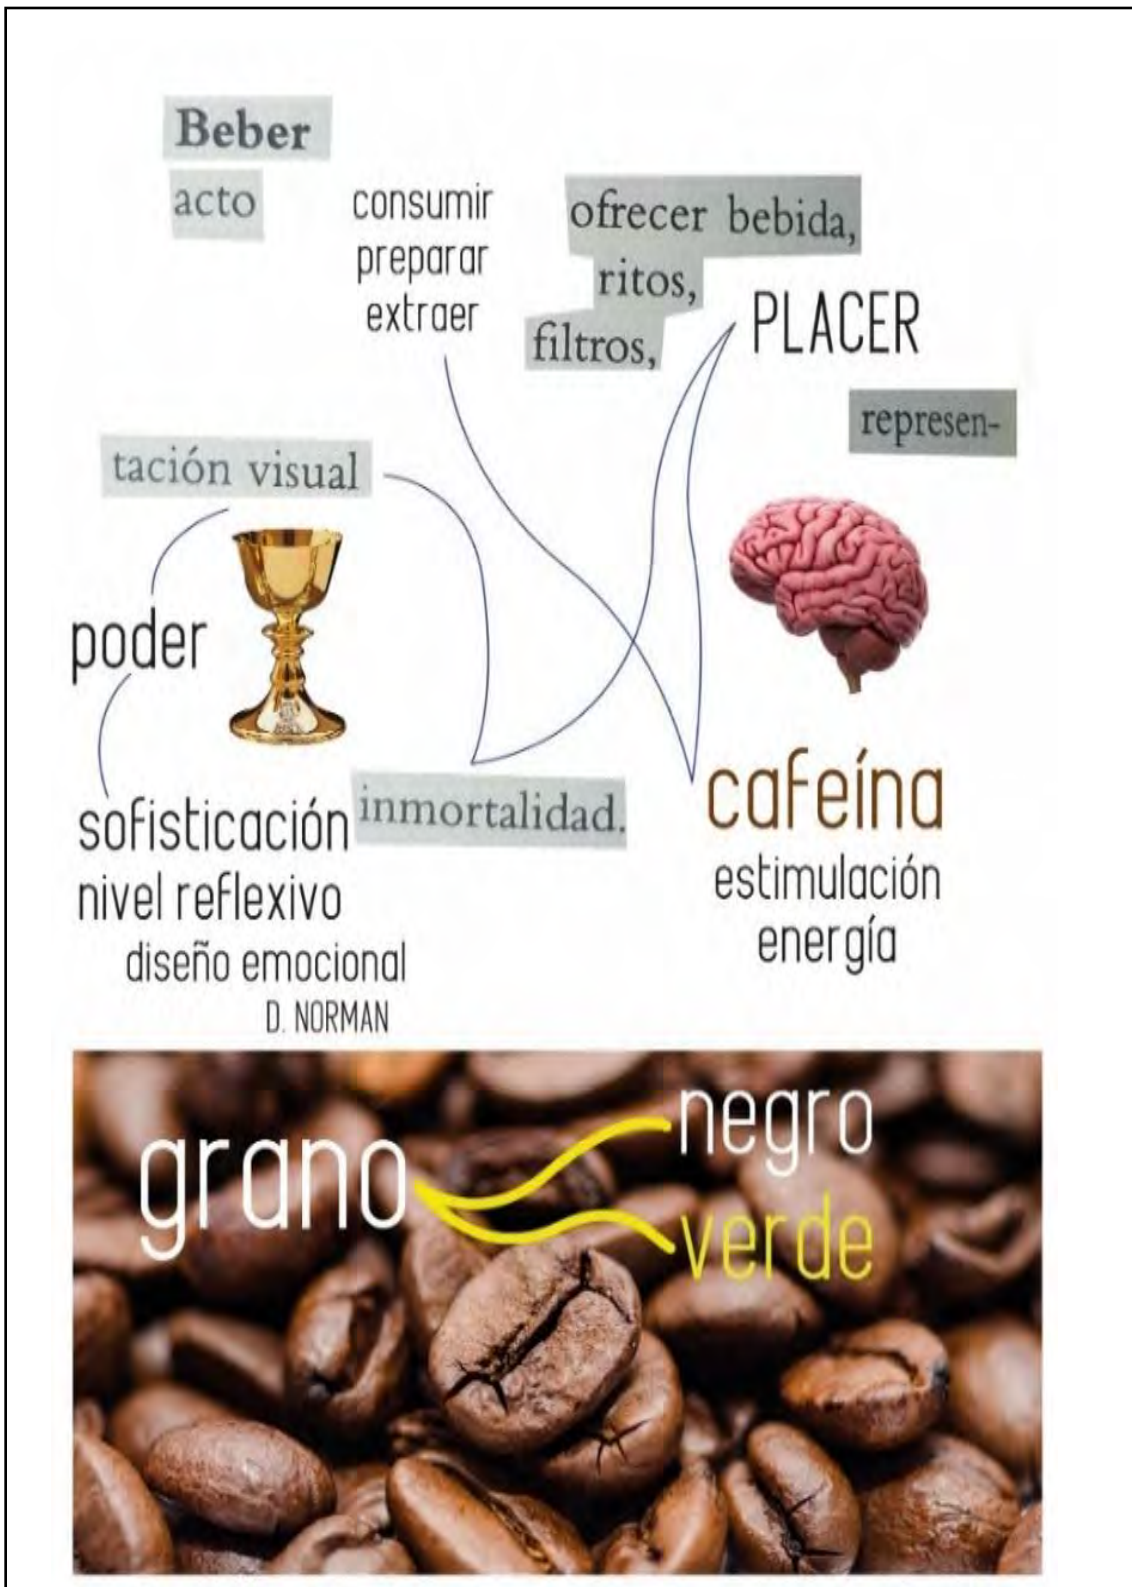 Beber
acto
consumir
preparar
extraer
ofrecer bebida,
ritos,
filtros,
PLACER
represen-
tación visual
poder
sofisticación
nivel reflexivo
diseño emocional
D. NORMAN
inmortalidad.
cafeína
estimulación
energía
grano
negro
verde